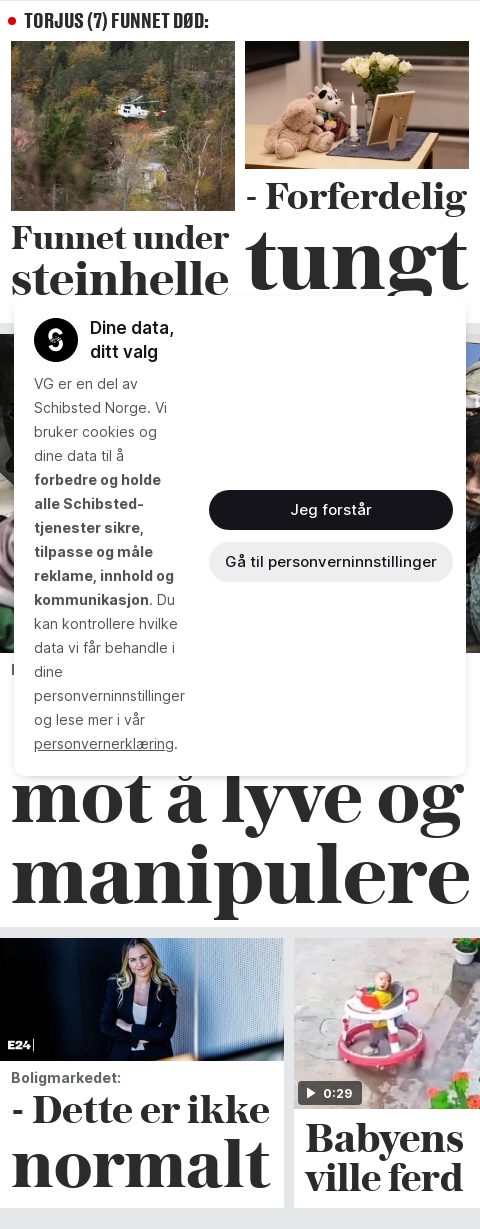 TORJUS (7) FUNNET DØD:
Funnet under
steinhelle
- Forferdelig
tungt
Dine data,
ditt valg
VG er en del av
Schibsted Norge. Vi
bruker cookies og
dine data til å
forbedre og holde
alle Schibsted-
tjenester sikre,
tilpasse og måle
reklame, innhold og
kommunikasjon. Du
kan kontrollere hvilke
data vi får behandle i
dine
personverninnstillinger
og lese mer i vår
personvernerklæring.
Jeg forstår
Gå til personverninnstillinger
mot å lyve og
manipulere
E24
Boligmarkedet:
- Dette er ikke
normalt
0:29
Babyens
ville ferd